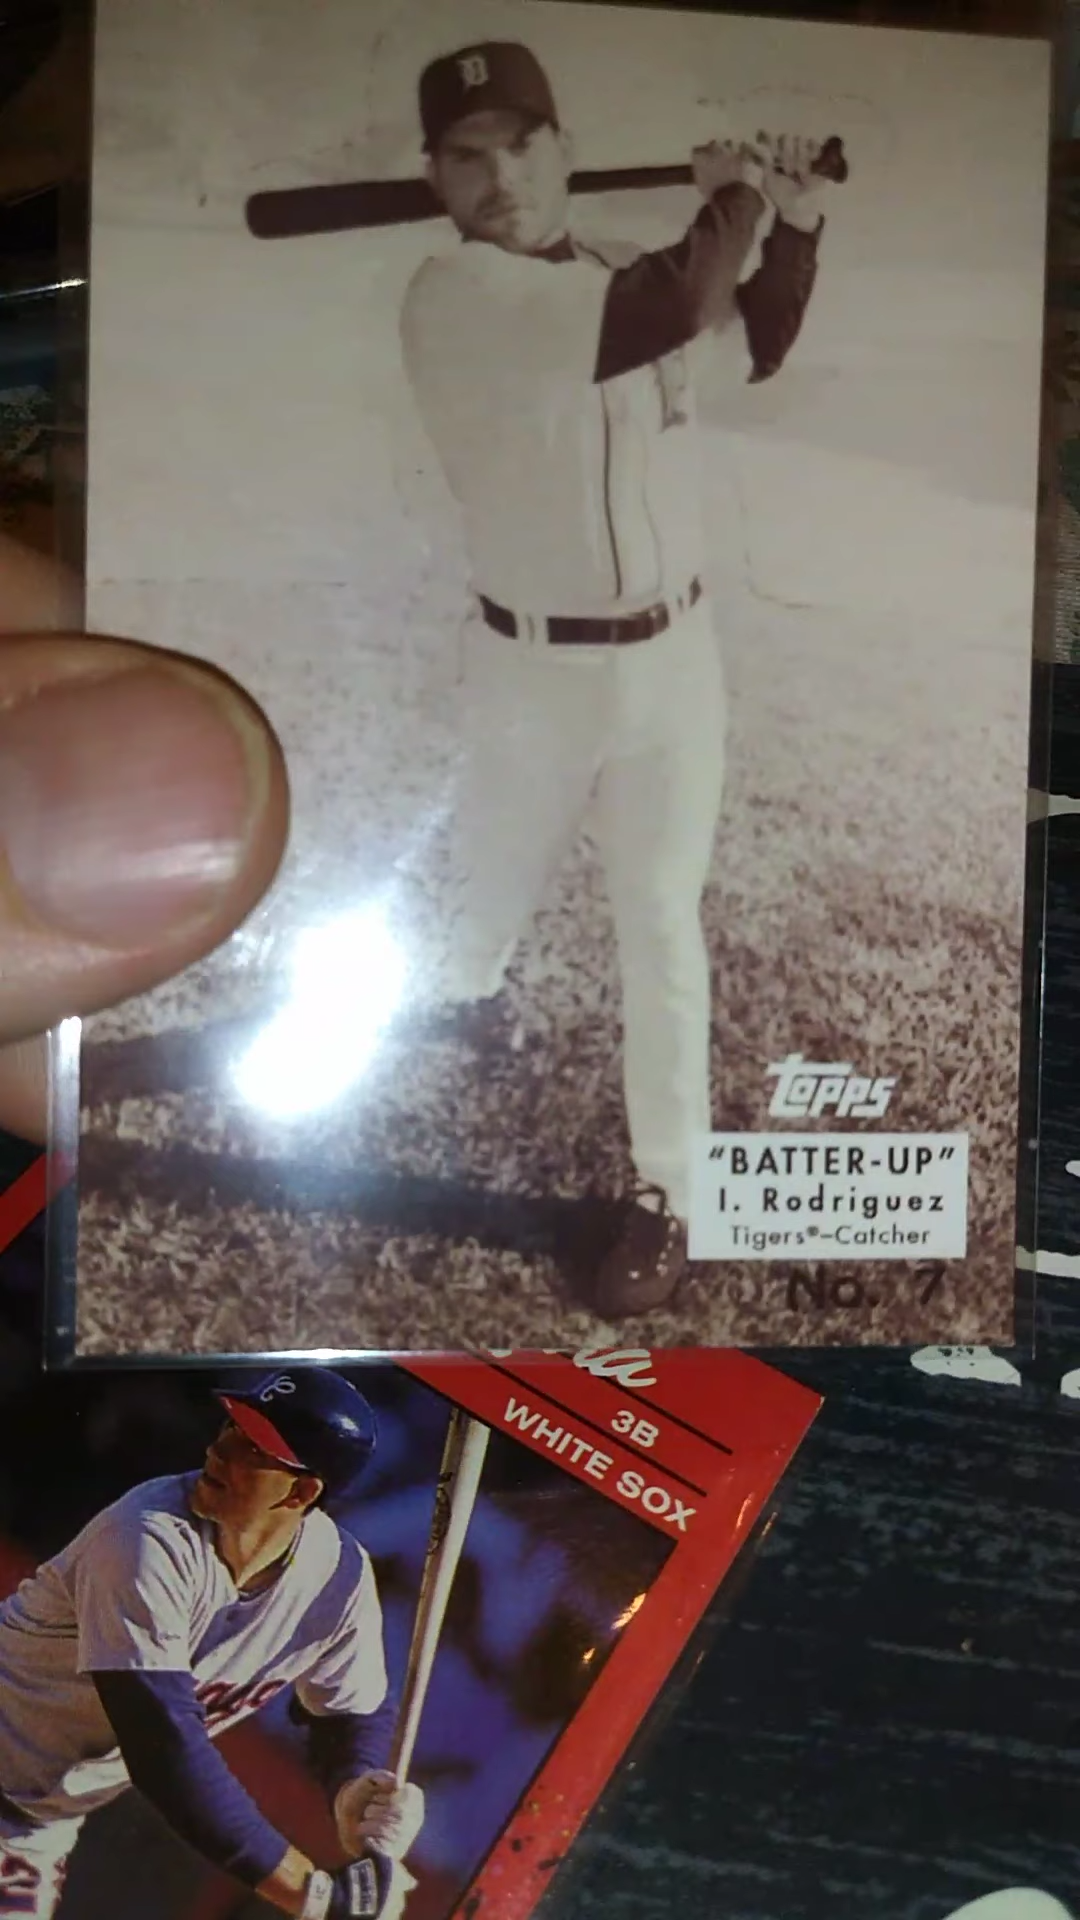 D
Topps
"BATTER-UP"
I. Rodriguez
Tigers®-Catcher
No. 7
3B
WHITE SOX